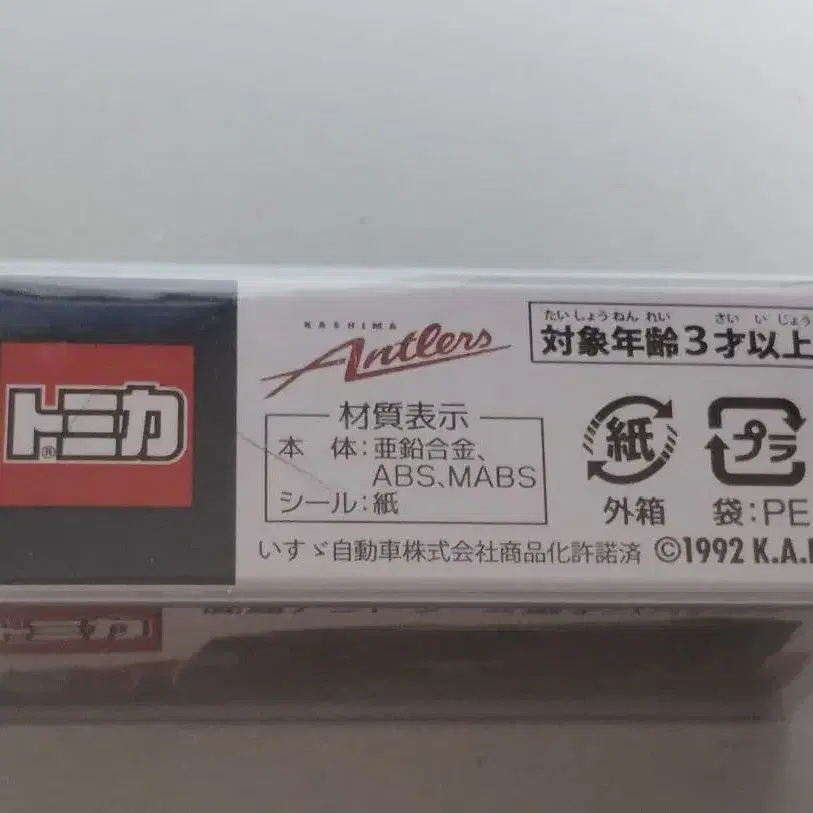 トミカ
®
KASHIMA
Antlers
たいしょうねんれい さいいじょう
対象年齢3才以上
材質表示
本 体:亜鉛合金、
ABS、MABS
シール:紙
紙
外箱
プラ
袋:PE
いすゞ自動車株式会社商品化許諾済 ©1992 K.A.
トミカ